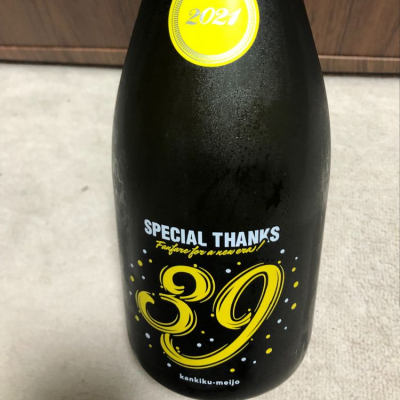 2021
SPECIAL THANKS
Fanfare for a new era!
39
kankiku-meijo